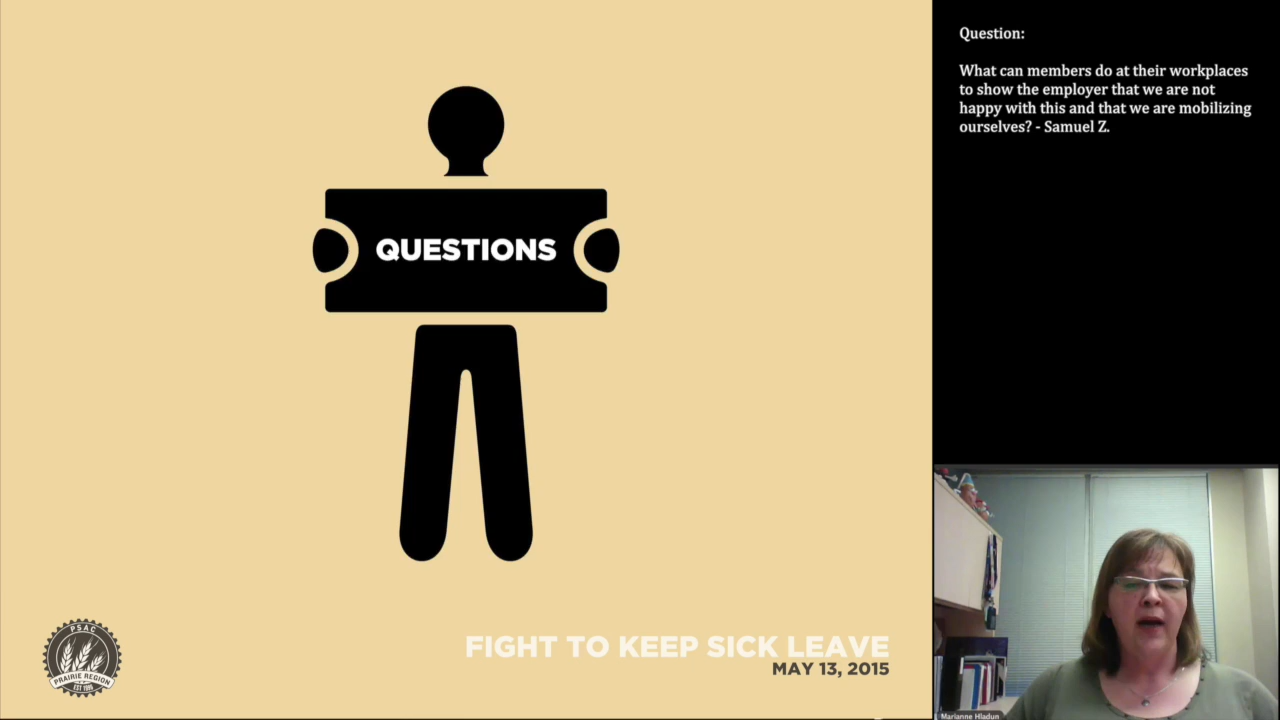 Question:
What can members do at their workplaces
to show the employer that we are not
happy with this and that we are mobilizing
ourselves? - Samuel Z.
QUESTIONS
PSAC
PRAIRIE REGION
EST 1986
FIGHT TO KEEP SICK LEAVE
MAY 13, 2015
Marianne Hladun